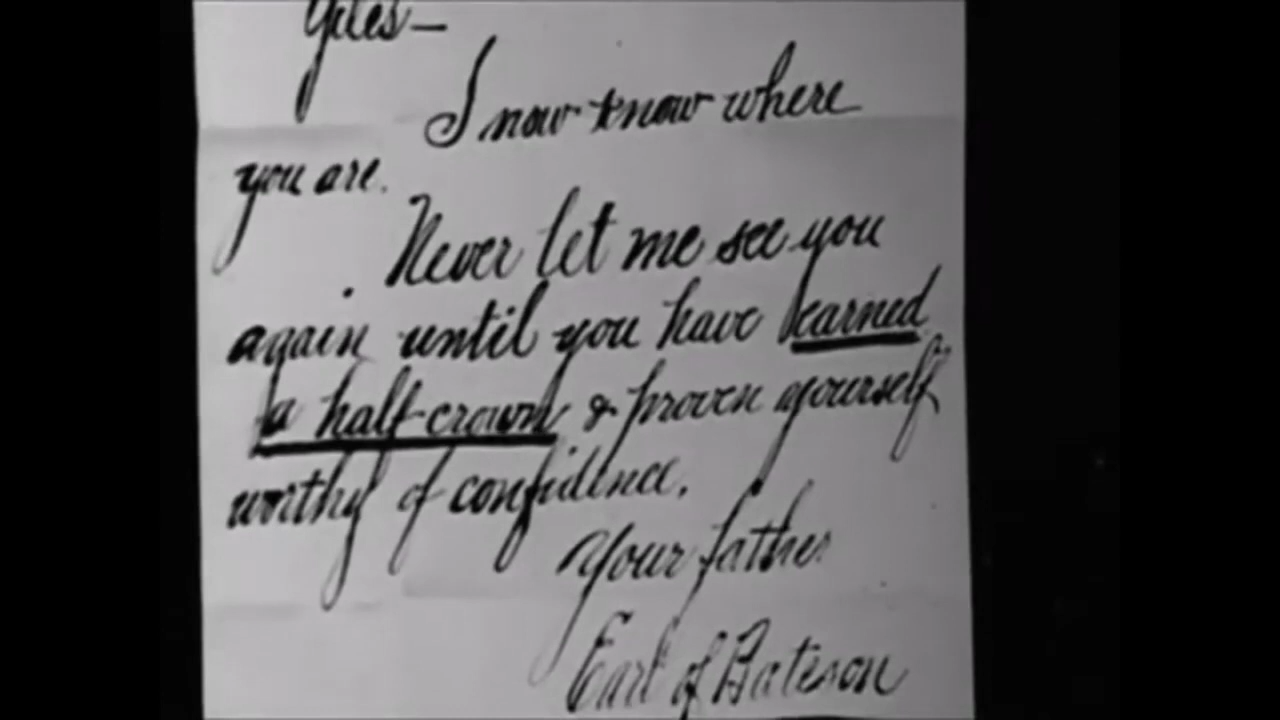 Giles—
I now know where
you are.
Never let me see you
again until you have earned
a half-crown & proven yourself
worthy of confidence.
Your father
Earl of Bateson